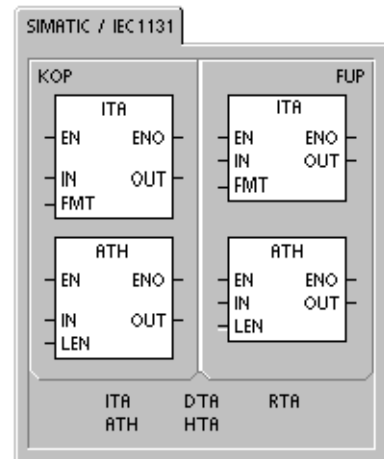 SIMATIC / IEC1131
KOP
FUP
ITA
EN ENO
IN OUT
FMT
ITA
EN ENO
IN OUT
FMT
ATH
EN ENO
IN OUT
LEN
ATH
EN ENO
IN OUT
LEN
ITA DTA RTA
ATH HTA